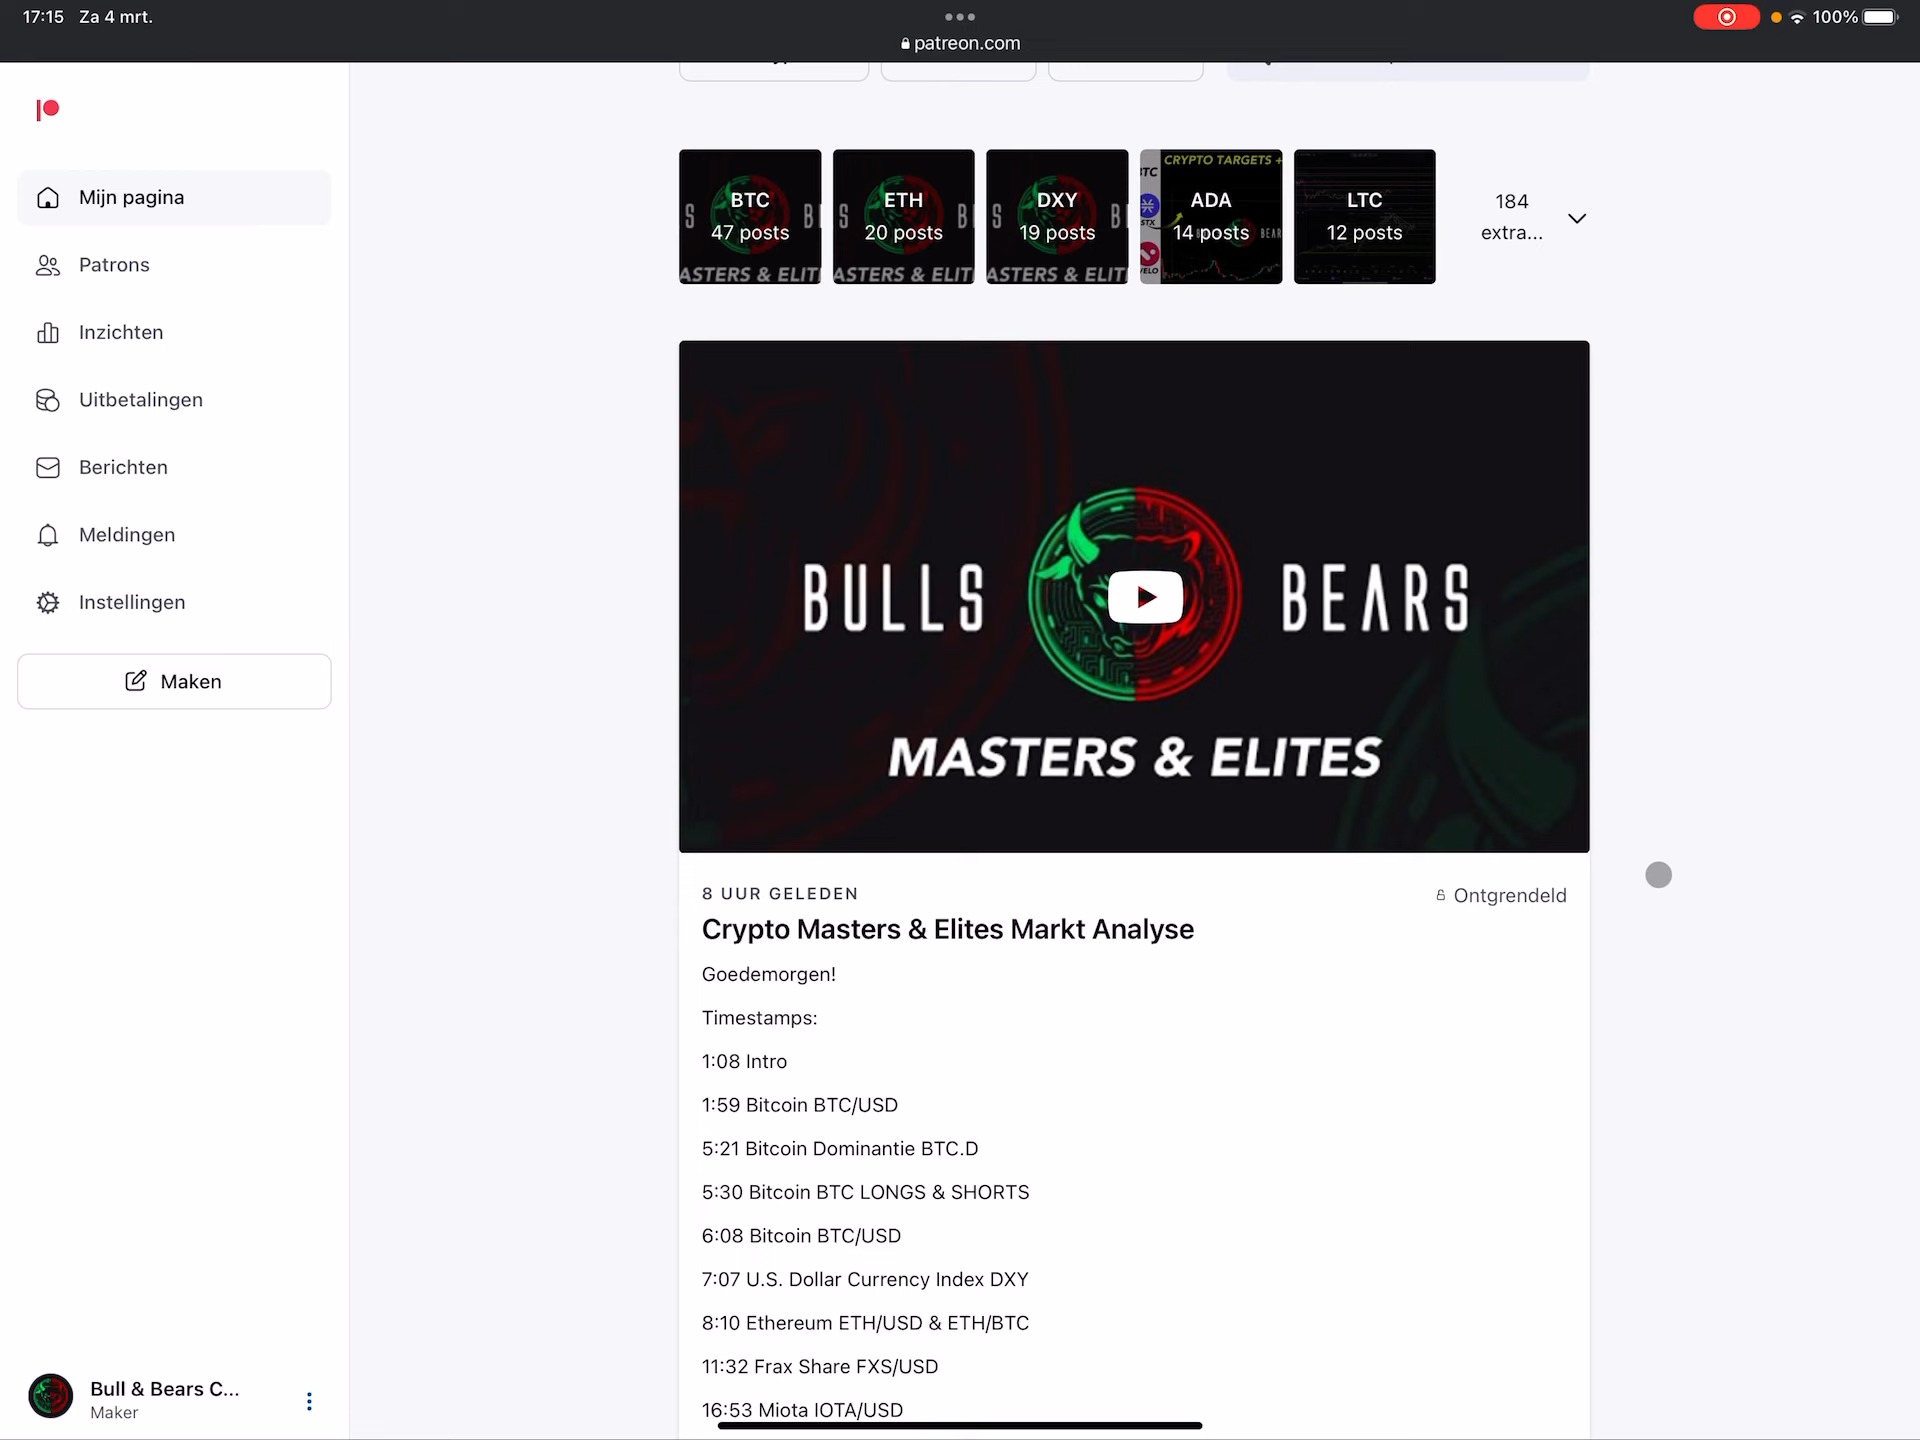 17:15 Za 4 mrt.
100%
patreon.com
Mijn pagina
Patrons
Inzichten
Uitbetalingen
Berichten
Meldingen
Instellingen
Maken
BTC
47 posts
ASTERS & ELIT
ETH
20 posts
ASTERS & ELIT
DXY
19 posts
ASTERS & ELIT
CRYPTO TARGETS +
ADA
14 posts
LTC
12 posts
184
extra...
BULLS BEARS
MASTERS & ELITES
8 UUR GELEDEN
Ontgrendeld
Crypto Masters & Elites Markt Analyse
Goedemorgen!
Timestamps:
1:08 Intro
1:59 Bitcoin BTC/USD
5:21 Bitcoin Dominantie BTC.D
5:30 Bitcoin BTC LONGS & SHORTS
6:08 Bitcoin BTC/USD
7:07 U.S. Dollar Currency Index DXY
8:10 Ethereum ETH/USD & ETH/BTC
11:32 Frax Share FXS/USD
16:53 Miota IOTA/USD
Bull & Bears C...
Maker